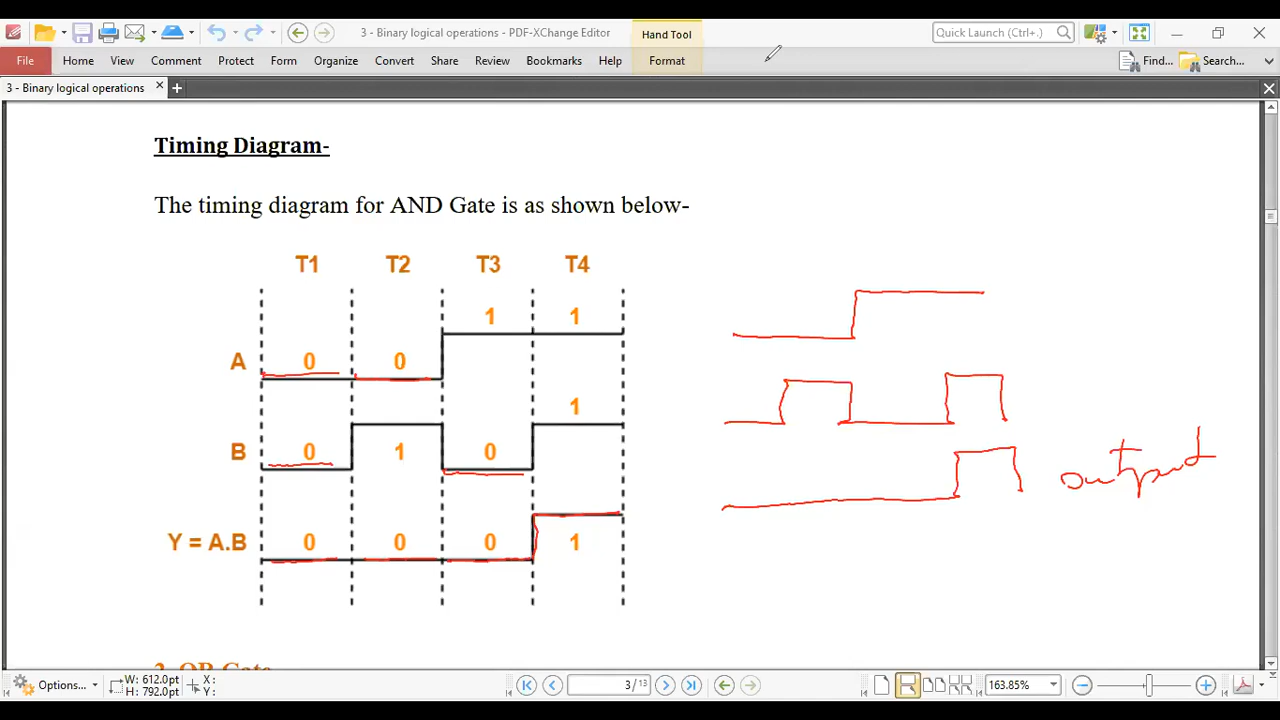 3 - Binary logical operations - PDF-XChange Editor
Hand Tool
Quick Launch (Ctrl+.)
File Home View Comment Protect Form Organize Convert Share Review Bookmarks Help Format Find... Search...
3 - Binary logical operations
Timing Diagram-
The timing diagram for AND Gate is as shown below-
T1 T2 T3 T4
1 1
A 0 0
1
B 0 1 0
output
Y = A.B 0 0 0 1
2. OR Gate
Options... W: 612.0pt X:
H: 792.0pt Y:
3 / 13
163.85%